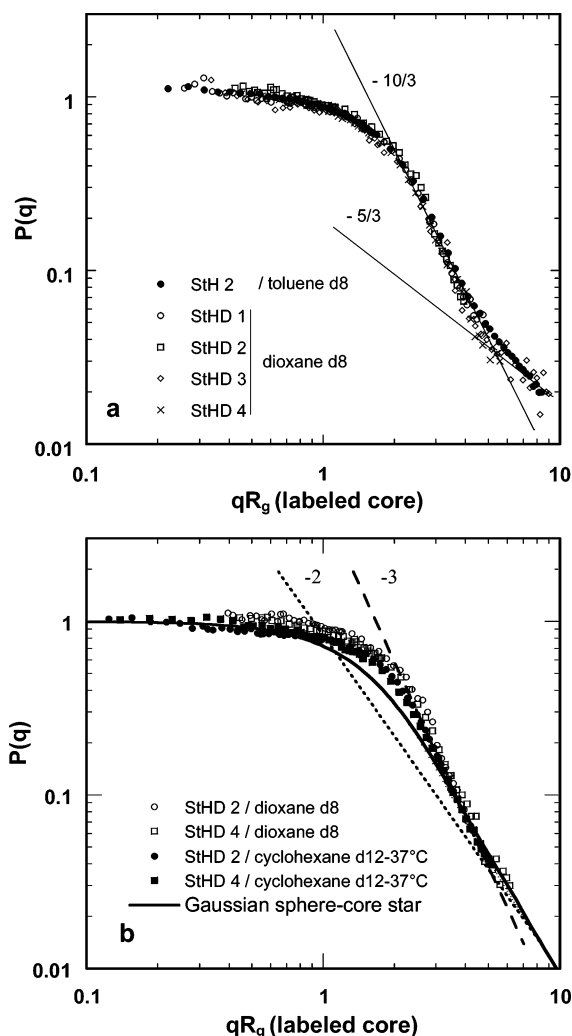 1
- 10/3
- 5/3
P(q)
0.1
StH 2 / toluene d8
StHD 1
StHD 2
dioxane d8
StHD 3
StHD 4
a
0.01
0.1 1 10
qRg (labeled core)
-2 -3
1
P(q)
0.1
StHD 2 / dioxane d8
StHD 4 / dioxane d8
StHD 2 / cyclohexane d12-37°C
StHD 4 / cyclohexane d12-37°C
Gaussian sphere-core star
b
0.01
0.1 1 10
qRg (labeled core)